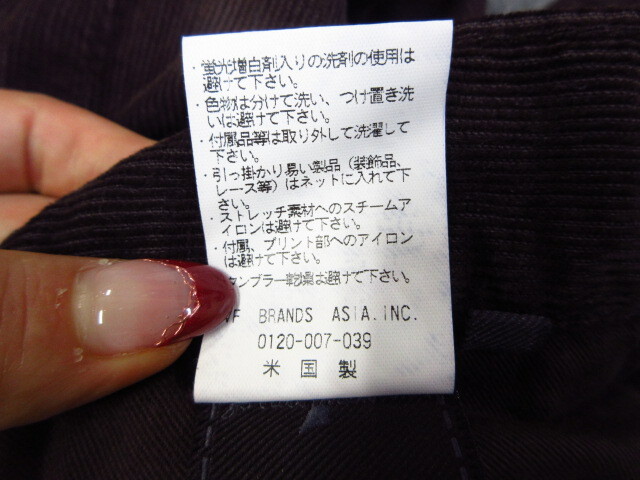 ・蛍光増白剤入りの洗剤の使用は
避けて下さい。
・色物は分けて洗い、つけ置き洗
いは避けて下さい。
・付属品等は取り外して洗濯して
下さい。
・引っ掛かり易い製品（装飾品、
レース等）はネットに入れて下
さい。
・ストレッチ素材へのスチームア
イロンは避けて下さい。
・付属、プリント部へのアイロン
は避けて下さい。
タンブラー乾燥は避けて下さい。
VF BRANDS ASIA.INC.
0120-007-039
米国製